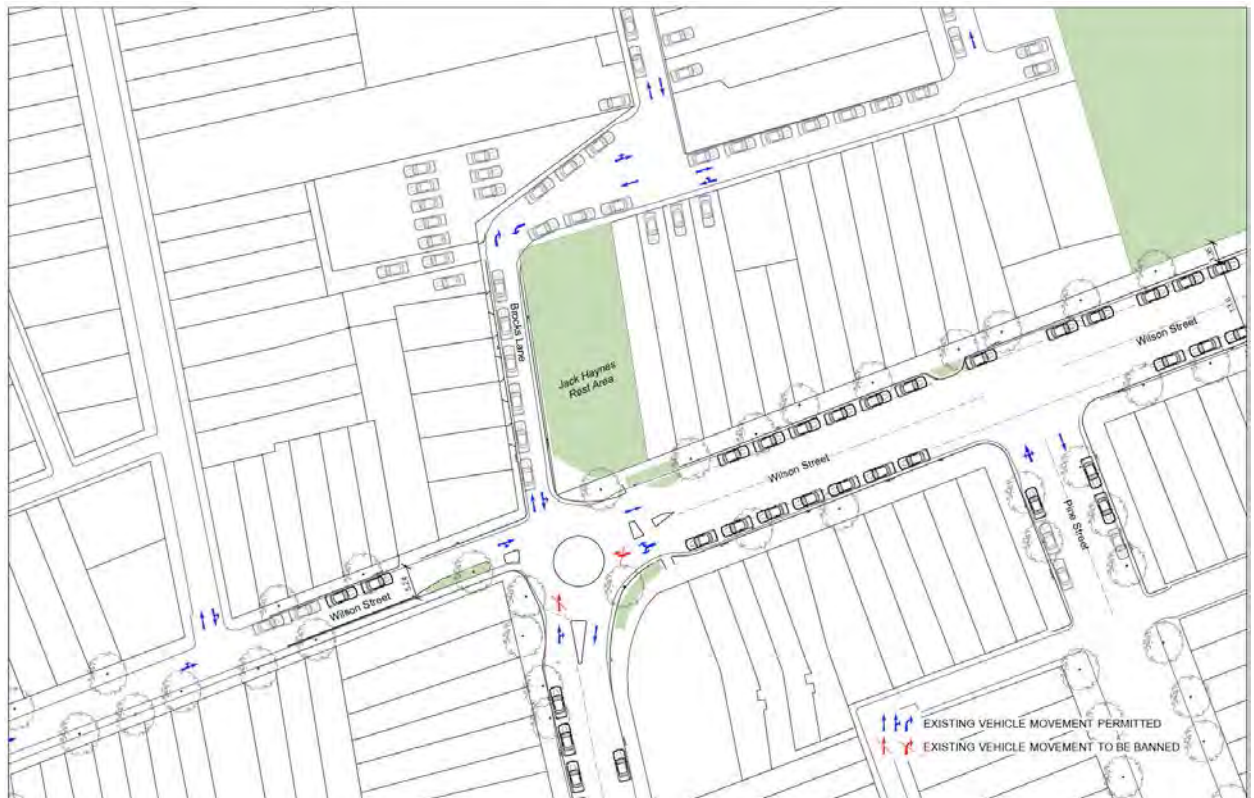 Brocks Lane
Jack Haynes
Rest Area
Wilson Street
Wilson Street
Wilson Street
Pine Street
EXISTING VEHICLE MOVEMENT PERMITTED
EXISTING VEHICLE MOVEMENT TO BE BANNED